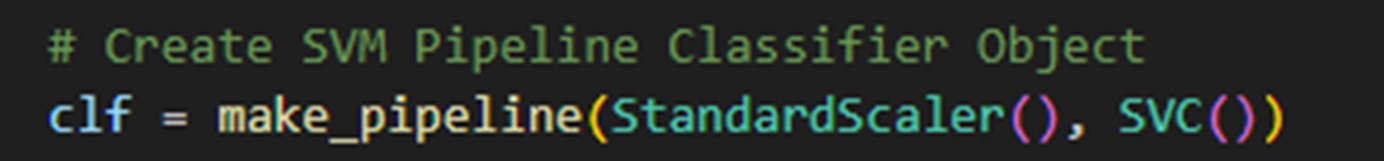 # Create SVM Pipeline Classifier Object
clf = make_pipeline(StandardScaler(), SVC())